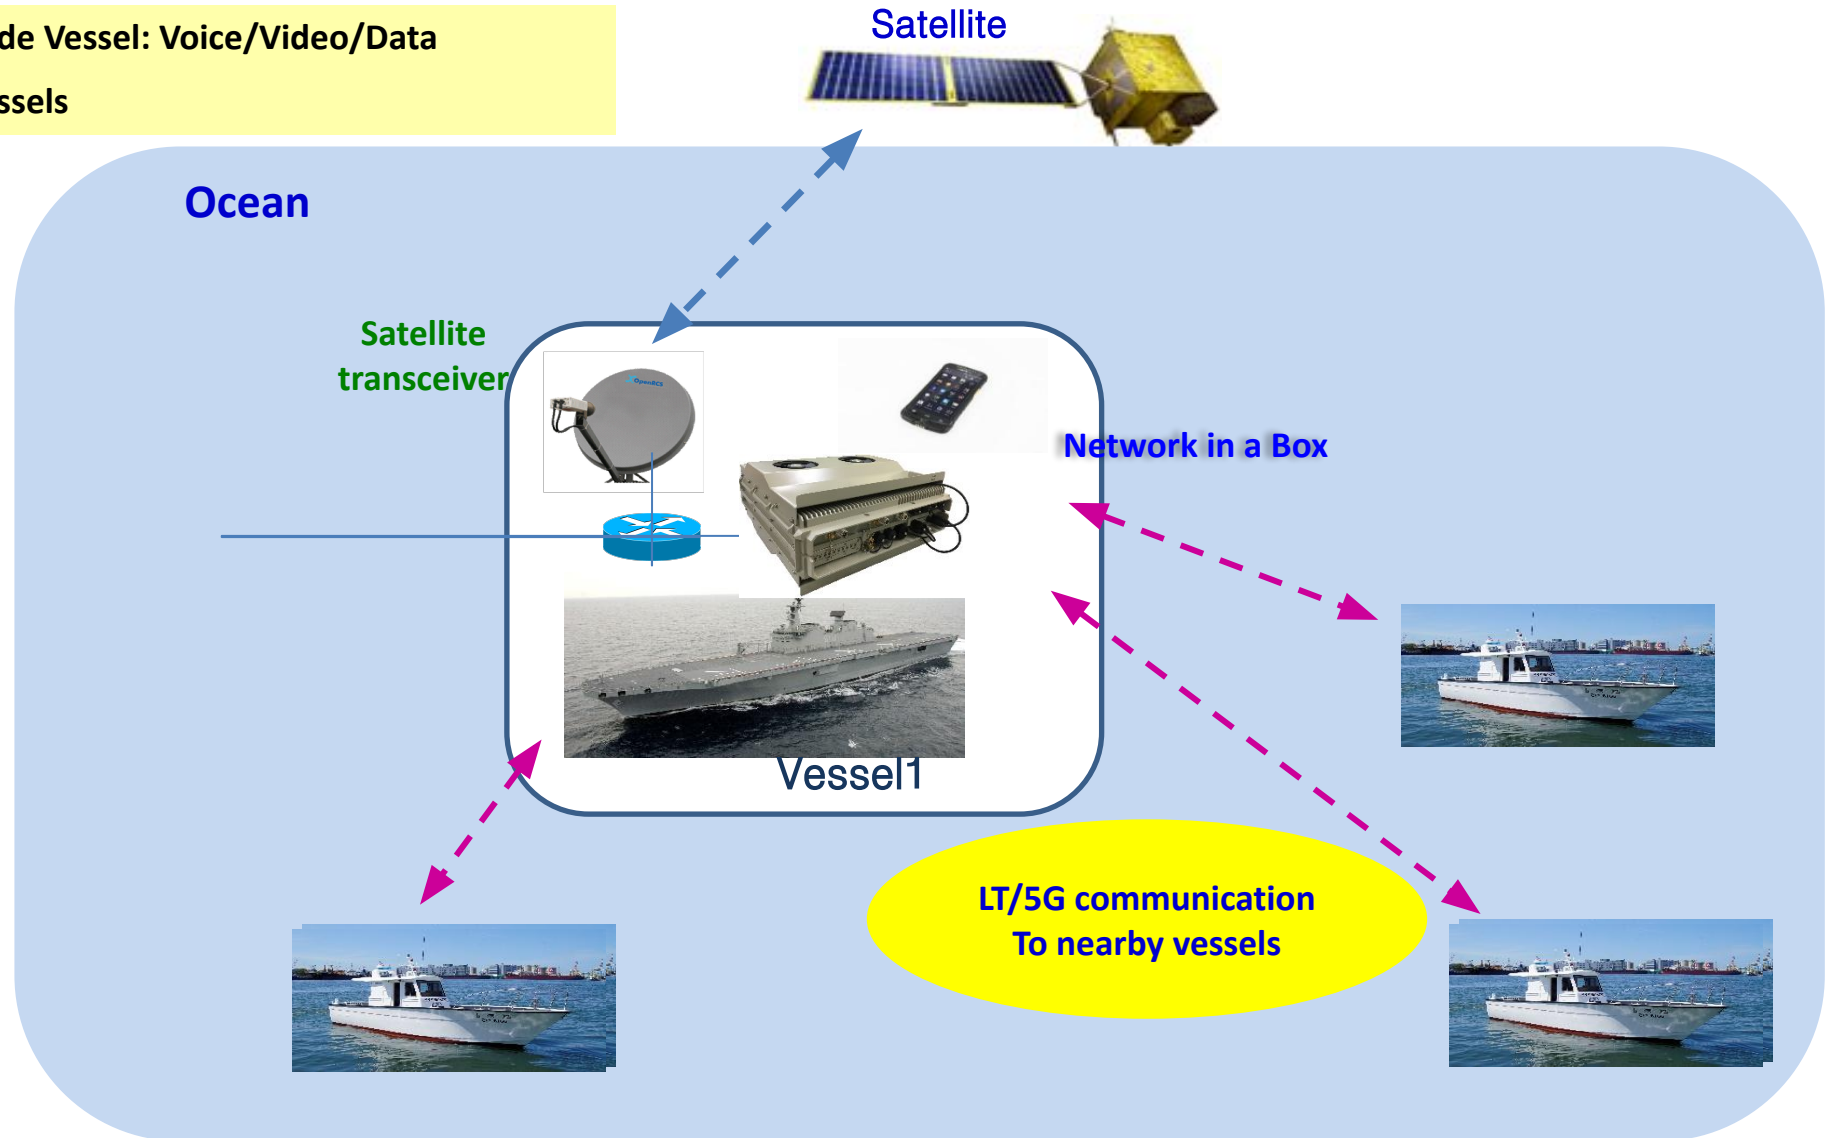 de Vessel: Voice/Video/Data
ssels
Satellite
Ocean
Satellite
transceiver
OpenBCS
Network in a Box
Vessel1
LT/5G communication
To nearby vessels